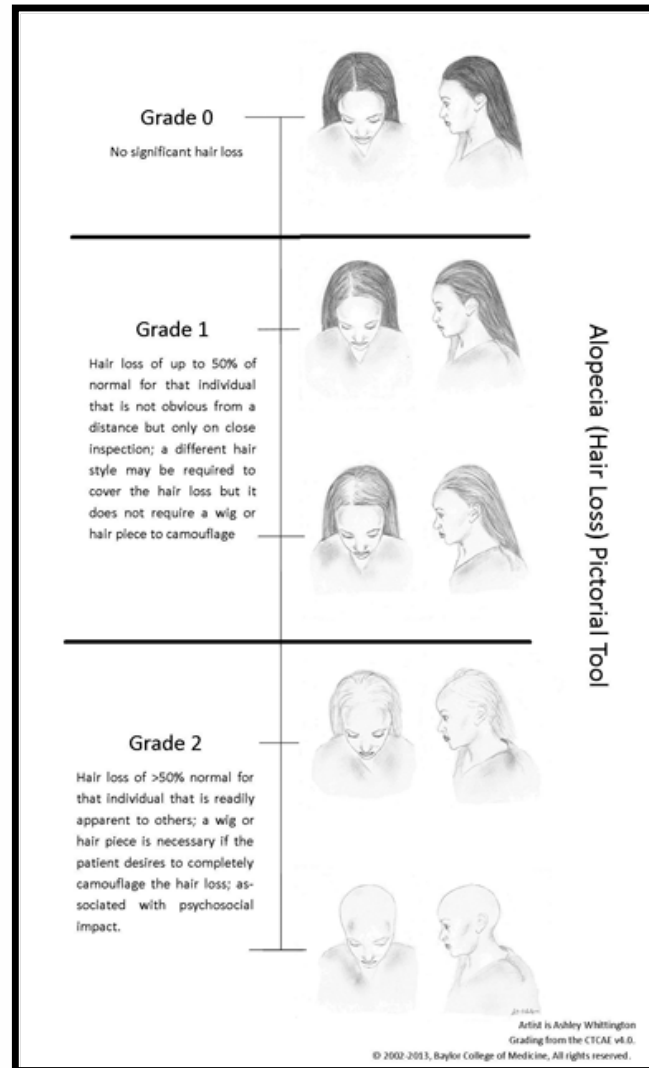 Grade 0
No significant hair loss
Grade 1
Hair loss of up to 50% of
normal for that individual
that is not obvious from a
distance but only on close
inspection; a different hair
style may be required to
cover the hair loss but it
does not require a wig or
hair piece to camouflage
Grade 2
Hair loss of >50% normal for
that individual that is readily
apparent to others; a wig or
hair piece is necessary if the
patient desires to completely
camouflage the hair loss; as-
sociated with psychosocial
impact.
Alopecia (Hair Loss) Pictorial Tool
Artist is Ashley Whittington
Grading from the CTCAE v4.0.
© 2002-2013, Baylor College of Medicine, All rights reserved.